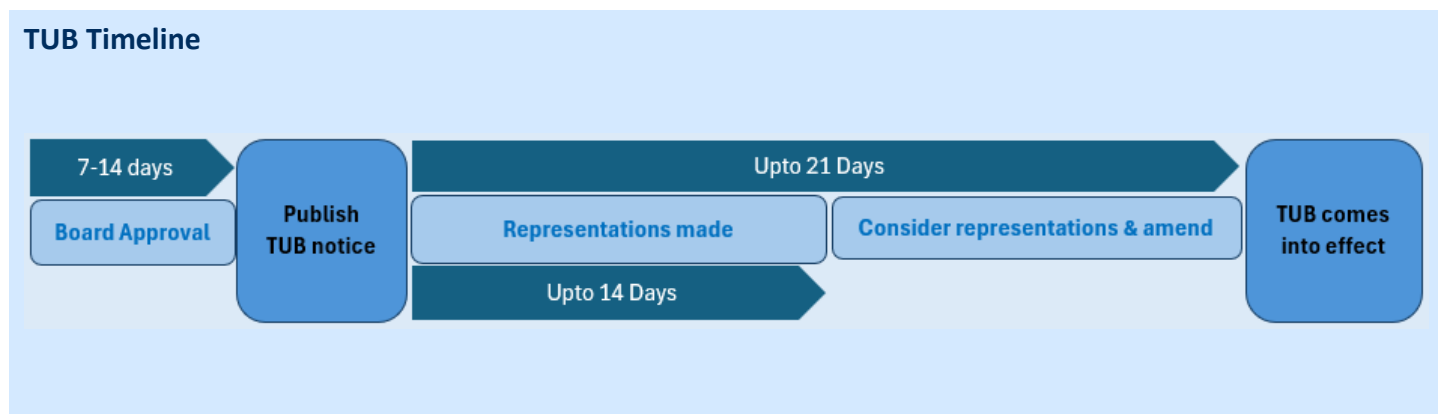 TUB Timeline
7-14 days
Board Approval
Publish
TUB notice
Upto 21 Days
Representations made
Consider representations & amend
Upto 14 Days
TUB comes
into effect